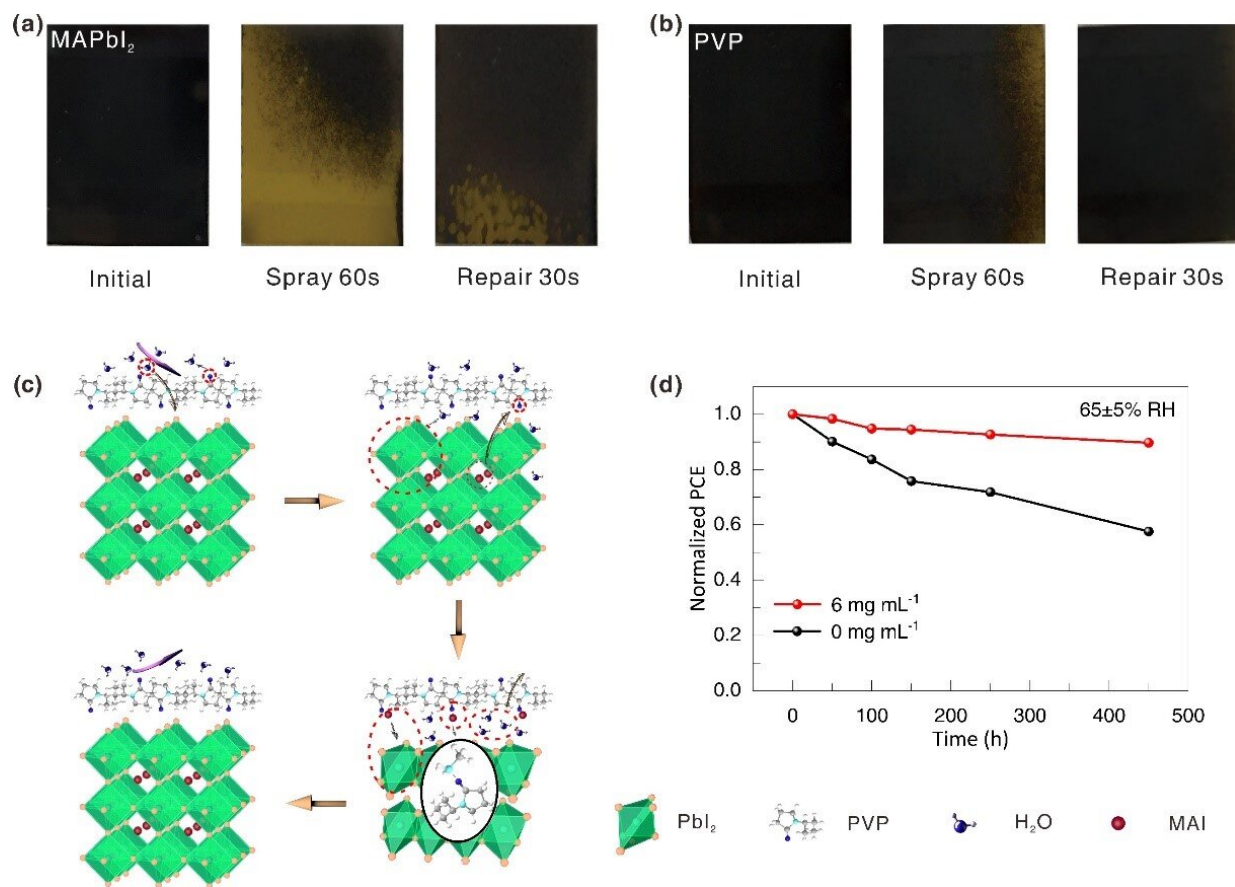 (a)
MAPbI₂
Initial
Spray 60s
Repair 30s
(b)
PVP
Initial
Spray 60s
Repair 30s
(c)
(d)
65±5% RH
Normalized PCE
1.0
0.8
0.6
0.4
0.2
0.0
6 mg mL⁻¹
0 mg mL⁻¹
0 100 200 300 400 500
Time (h)
PbI₂
PVP
H₂O
MAI